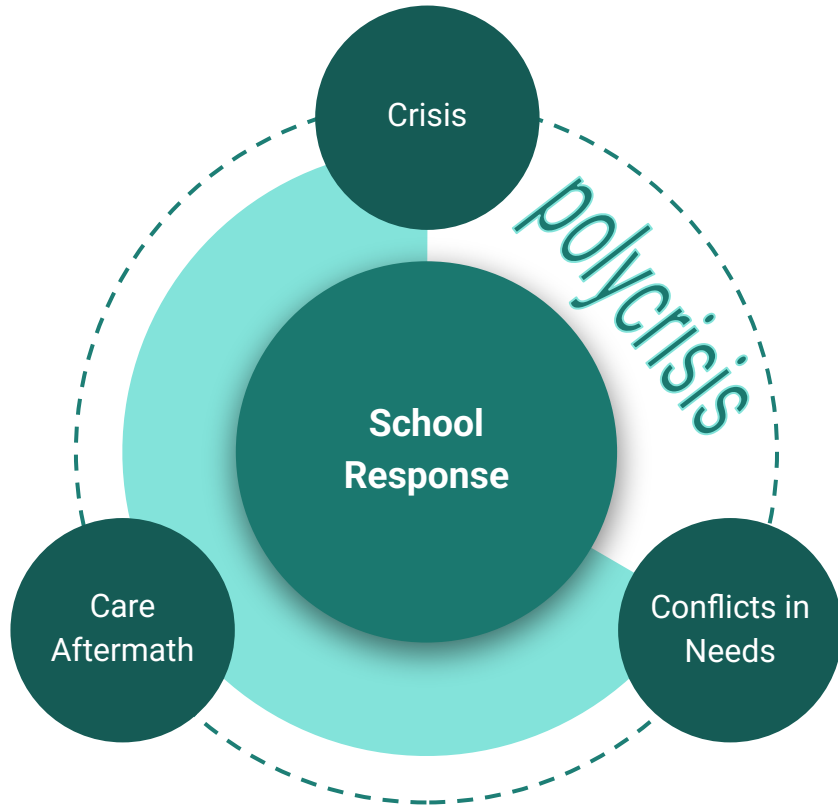 Crisis
polycrisis
School
Response
Care
Aftermath
Conflicts in
Needs